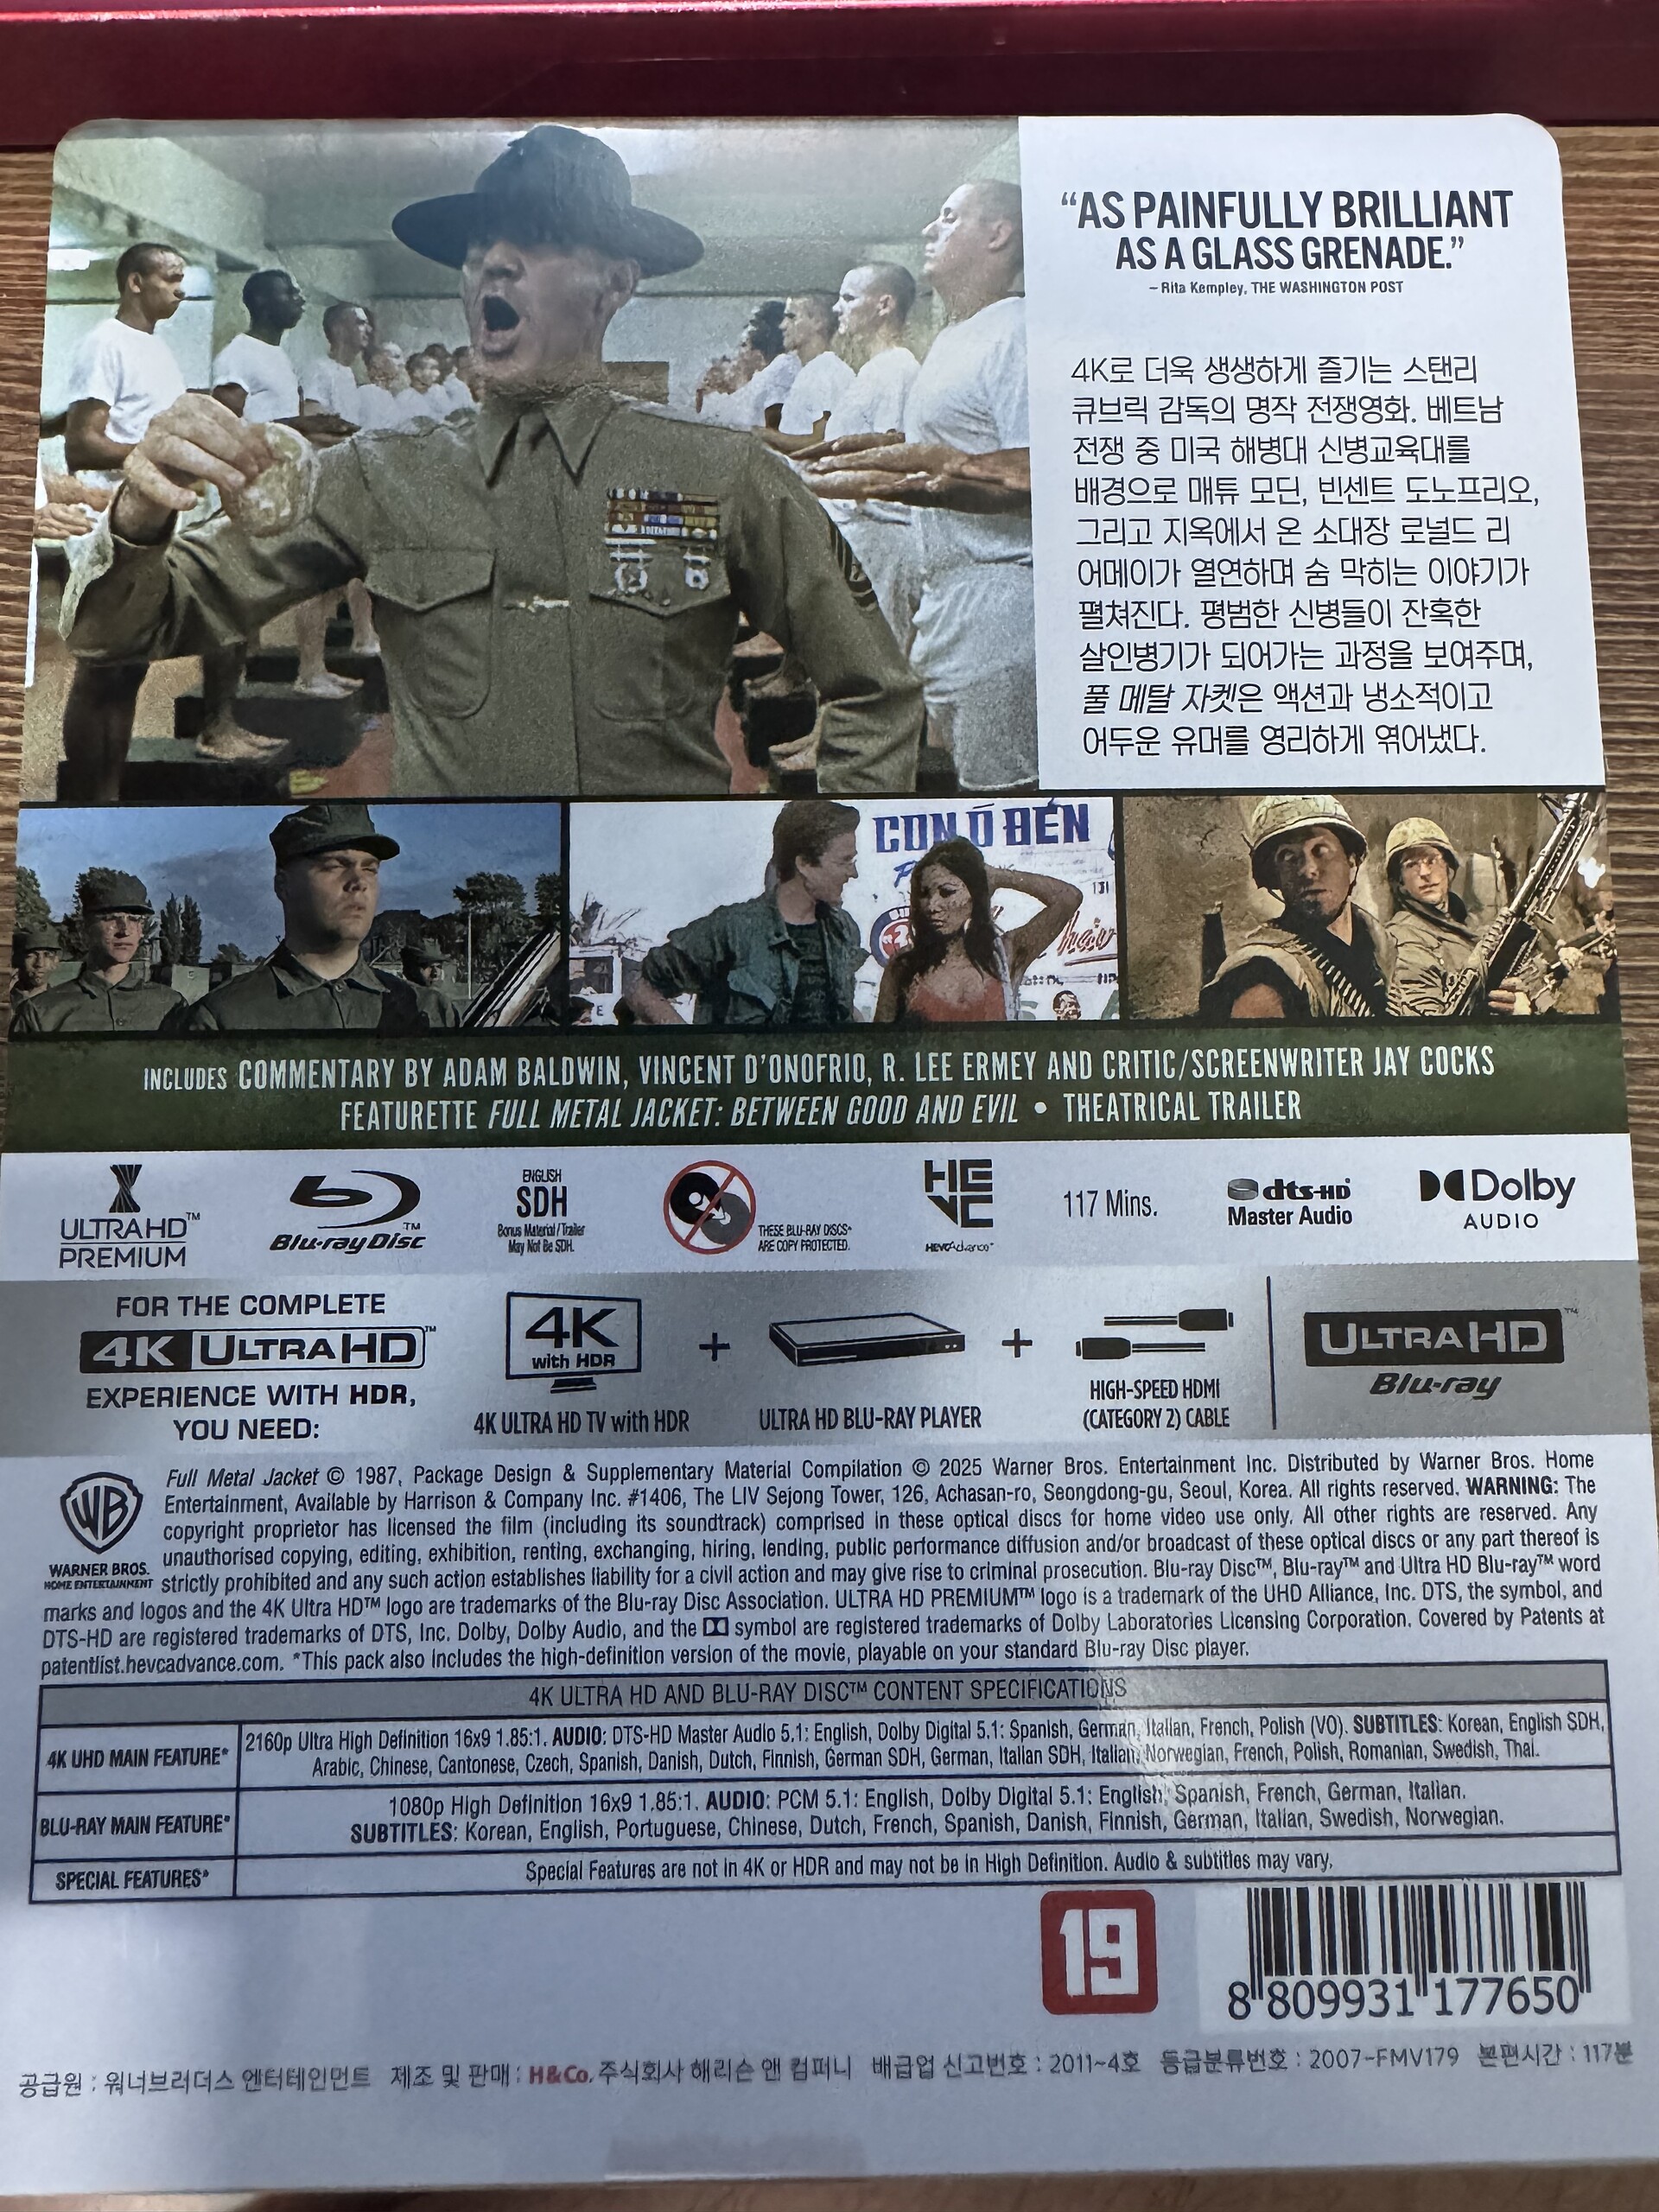 “AS PAINFULLY BRILLIANT
AS A GLASS GRENADE.”
– Rita Kempley, THE WASHINGTON POST
4K로 더욱 생생하게 즐기는 스탠리
큐브릭 감독의 명작 전쟁영화. 베트남
전쟁 중 미국 해병대 신병교육대를
배경으로 매튜 모딘, 빈센트 도노프리오,
그리고 지옥에서 온 소대장 로널드 리
어메이가 열연하며 숨 막히는 이야기가
펼쳐진다. 평범한 신병들이 잔혹한
살인병기가 되어가는 과정을 보여주며,
풀 메탈 자켓은 액션과 냉소적이고
어두운 유머를 영리하게 엮어냈다.
INCLUDES COMMENTARY BY ADAM BALDWIN, VINCENT D’ONOFRIO, R. LEE ERMEY AND CRITIC/SCREENWRITER JAY COCKS
FEATURETTE FULL METAL JACKET: BETWEEN GOOD AND EVIL • THEATRICAL TRAILER
ULTRA HD™
PREMIUM
Blu-ray Disc™
ENGLISH
SDH
Bonus Material/Trailer
May Not Be SDH.
THESE BLU-RAY DISCS*
ARE COPY PROTECTED.
HEVC
HEVC Advance™
117 Mins.
dts-HD
Master Audio
Dolby
AUDIO
FOR THE COMPLETE
4K ULTRA HD™
EXPERIENCE WITH HDR,
YOU NEED:
4K
with HDR
4K ULTRA HD TV with HDR
+
ULTRA HD BLU-RAY PLAYER
+
HIGH-SPEED HDMI
(CATEGORY 2) CABLE
ULTRA HD™
Blu-ray
WB
WARNER BROS.
HOME ENTERTAINMENT
Full Metal Jacket © 1987, Package Design & Supplementary Material Compilation © 2025 Warner Bros. Entertainment Inc. Distributed by Warner Bros. Home
Entertainment, Available by Harrison & Company Inc. #1406, The LIV Sejong Tower, 126, Achasan-ro, Seongdong-gu, Seoul, Korea. All rights reserved. WARNING: The
copyright proprietor has licensed the film (including its soundtrack) comprised in these optical discs for home video use only. All other rights are reserved. Any
unauthorised copying, editing, exhibition, renting, exchanging, hiring, lending, public performance diffusion and/or broadcast of these optical discs or any part thereof is
strictly prohibited and any such action establishes liability for a civil action and may give rise to criminal prosecution. Blu-ray Disc™, Blu-ray™ and Ultra HD Blu-ray™ word
marks and logos and the 4K Ultra HD™ logo are trademarks of the Blu-ray Disc Association. ULTRA HD PREMIUM™ logo is a trademark of the UHD Alliance, Inc. DTS, the symbol, and
DTS-HD are registered trademarks of DTS, Inc. Dolby, Dolby Audio, and the symbol are registered trademarks of Dolby Laboratories Licensing Corporation. Covered by Patents at
patentlist.hevcadvance.com. *This pack also includes the high-definition version of the movie, playable on your standard Blu-ray Disc player.
4K ULTRA HD AND BLU-RAY DISC™ CONTENT SPECIFICATIONS
4K UHD MAIN FEATURE*
2160p Ultra High Definition 16x9 1.85:1. AUDIO: DTS-HD Master Audio 5.1: English, Dolby Digital 5.1: Spanish, German, Italian, French, Polish (VO). SUBTITLES: Korean, English SDH,
Arabic, Chinese, Cantonese, Czech, Spanish, Danish, Dutch, Finnish, German SDH, German, Italian SDH, Italian, Norwegian, French, Polish, Romanian, Swedish, Thai.
BLU-RAY MAIN FEATURE*
1080p High Definition 16x9 1.85:1. AUDIO: PCM 5.1: English, Dolby Digital 5.1: English, Spanish, French, German, Italian.
SUBTITLES: Korean, English, Portuguese, Chinese, Dutch, French, Spanish, Danish, Finnish, German, Italian, Swedish, Norwegian.
SPECIAL FEATURES*
Special Features are not in 4K or HDR and may not be in High Definition. Audio & subtitles may vary.
19
8 809931 177650
공급원 : 워너브러더스 엔터테인먼트 제조 및 판매 : H&Co. 주식회사 해리슨 앤 컴퍼니 배급업 신고번호 : 2011~4호 등급분류번호 : 2007-FMV179 본편시간 : 117분